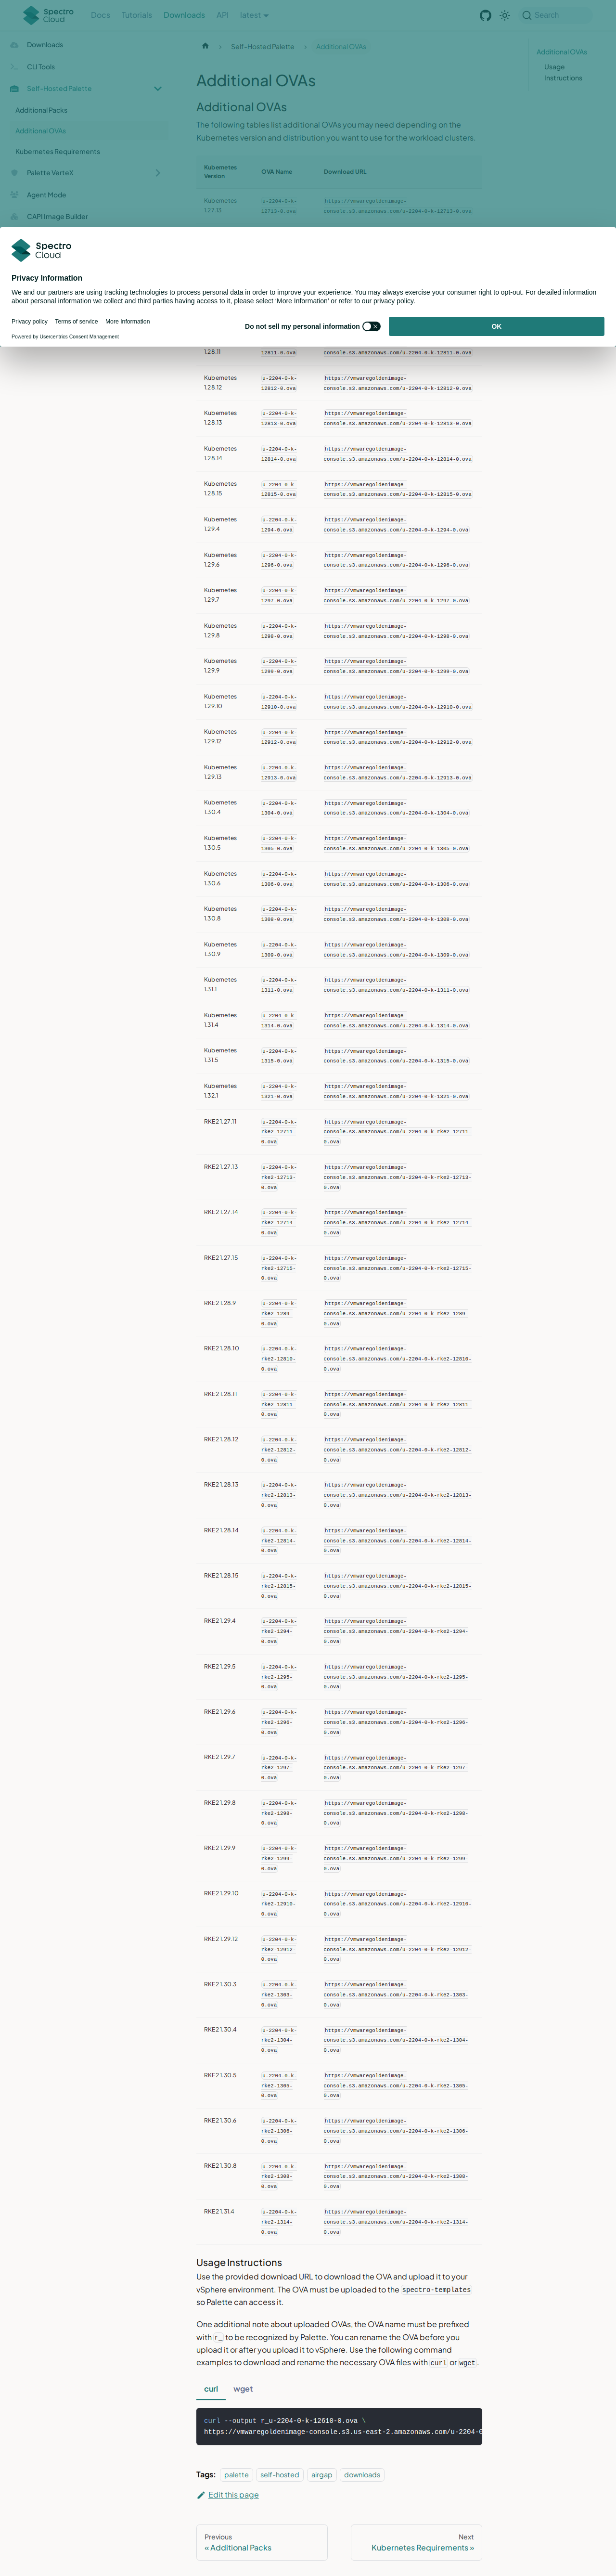 Spectro
Cloud
Docs
Tutorials
Downloads
API
latest
Search
Downloads
CLI Tools
Self-Hosted Palette
Additional Packs
Additional OVAs
Kubernetes Requirements
Palette VerteX
Agent Mode
CAPI Image Builder
Self-Hosted Palette
Additional OVAs
Additional OVAs
Usage
Instructions
Additional OVAs
Additional OVAs
The following tables list additional OVAs you may need depending on the
Kubernetes version and distribution you want to use for the workload clusters.
Kubernetes
Version
OVA Name
Download URL
Kubernetes
1.27.13
u-2204-0-k-
12713-0.ova
https://vmwaregoldenimage-
console.s3.amazonaws.com/u-2204-0-k-12713-0.ova
Spectro
Cloud
Privacy Information
We and our partners are using tracking technologies to process personal data in order to improve your experience. You may always exercise your consumer right to opt-out. For detailed information
about personal information we collect and third parties having access to it, please select 'More Information' or refer to our privacy policy.
Privacy policy
Terms of service
More Information
Powered by Usercentrics Consent Management
Do not sell my personal information
OK
1.28.11
12811-0.ova
console.s3.amazonaws.com/u-2204-0-k-12811-0.ova
Kubernetes
1.28.12
u-2204-0-k-
12812-0.ova
https://vmwaregoldenimage-
console.s3.amazonaws.com/u-2204-0-k-12812-0.ova
Kubernetes
1.28.13
u-2204-0-k-
12813-0.ova
https://vmwaregoldenimage-
console.s3.amazonaws.com/u-2204-0-k-12813-0.ova
Kubernetes
1.28.14
u-2204-0-k-
12814-0.ova
https://vmwaregoldenimage-
console.s3.amazonaws.com/u-2204-0-k-12814-0.ova
Kubernetes
1.28.15
u-2204-0-k-
12815-0.ova
https://vmwaregoldenimage-
console.s3.amazonaws.com/u-2204-0-k-12815-0.ova
Kubernetes
1.29.4
u-2204-0-k-
1294-0.ova
https://vmwaregoldenimage-
console.s3.amazonaws.com/u-2204-0-k-1294-0.ova
Kubernetes
1.29.6
u-2204-0-k-
1296-0.ova
https://vmwaregoldenimage-
console.s3.amazonaws.com/u-2204-0-k-1296-0.ova
Kubernetes
1.29.7
u-2204-0-k-
1297-0.ova
https://vmwaregoldenimage-
console.s3.amazonaws.com/u-2204-0-k-1297-0.ova
Kubernetes
1.29.8
u-2204-0-k-
1298-0.ova
https://vmwaregoldenimage-
console.s3.amazonaws.com/u-2204-0-k-1298-0.ova
Kubernetes
1.29.9
u-2204-0-k-
1299-0.ova
https://vmwaregoldenimage-
console.s3.amazonaws.com/u-2204-0-k-1299-0.ova
Kubernetes
1.29.10
u-2204-0-k-
12910-0.ova
https://vmwaregoldenimage-
console.s3.amazonaws.com/u-2204-0-k-12910-0.ova
Kubernetes
1.29.12
u-2204-0-k-
12912-0.ova
https://vmwaregoldenimage-
console.s3.amazonaws.com/u-2204-0-k-12912-0.ova
Kubernetes
1.29.13
u-2204-0-k-
12913-0.ova
https://vmwaregoldenimage-
console.s3.amazonaws.com/u-2204-0-k-12913-0.ova
Kubernetes
1.30.4
u-2204-0-k-
1304-0.ova
https://vmwaregoldenimage-
console.s3.amazonaws.com/u-2204-0-k-1304-0.ova
Kubernetes
1.30.5
u-2204-0-k-
1305-0.ova
https://vmwaregoldenimage-
console.s3.amazonaws.com/u-2204-0-k-1305-0.ova
Kubernetes
1.30.6
u-2204-0-k-
1306-0.ova
https://vmwaregoldenimage-
console.s3.amazonaws.com/u-2204-0-k-1306-0.ova
Kubernetes
1.30.8
u-2204-0-k-
1308-0.ova
https://vmwaregoldenimage-
console.s3.amazonaws.com/u-2204-0-k-1308-0.ova
Kubernetes
1.30.9
u-2204-0-k-
1309-0.ova
https://vmwaregoldenimage-
console.s3.amazonaws.com/u-2204-0-k-1309-0.ova
Kubernetes
1.31.1
u-2204-0-k-
1311-0.ova
https://vmwaregoldenimage-
console.s3.amazonaws.com/u-2204-0-k-1311-0.ova
Kubernetes
1.31.4
u-2204-0-k-
1314-0.ova
https://vmwaregoldenimage-
console.s3.amazonaws.com/u-2204-0-k-1314-0.ova
Kubernetes
1.31.5
u-2204-0-k-
1315-0.ova
https://vmwaregoldenimage-
console.s3.amazonaws.com/u-2204-0-k-1315-0.ova
Kubernetes
1.32.1
u-2204-0-k-
1321-0.ova
https://vmwaregoldenimage-
console.s3.amazonaws.com/u-2204-0-k-1321-0.ova
RKE2 1.27.11
u-2204-0-k-
rke2-12711-
0.ova
https://vmwaregoldenimage-
console.s3.amazonaws.com/u-2204-0-k-rke2-12711-
0.ova
RKE2 1.27.13
u-2204-0-k-
rke2-12713-
0.ova
https://vmwaregoldenimage-
console.s3.amazonaws.com/u-2204-0-k-rke2-12713-
0.ova
RKE2 1.27.14
u-2204-0-k-
rke2-12714-
0.ova
https://vmwaregoldenimage-
console.s3.amazonaws.com/u-2204-0-k-rke2-12714-
0.ova
RKE2 1.27.15
u-2204-0-k-
rke2-12715-
0.ova
https://vmwaregoldenimage-
console.s3.amazonaws.com/u-2204-0-k-rke2-12715-
0.ova
RKE2 1.28.9
u-2204-0-k-
rke2-1289-
0.ova
https://vmwaregoldenimage-
console.s3.amazonaws.com/u-2204-0-k-rke2-1289-
0.ova
RKE2 1.28.10
u-2204-0-k-
rke2-12810-
0.ova
https://vmwaregoldenimage-
console.s3.amazonaws.com/u-2204-0-k-rke2-12810-
0.ova
RKE2 1.28.11
u-2204-0-k-
rke2-12811-
0.ova
https://vmwaregoldenimage-
console.s3.amazonaws.com/u-2204-0-k-rke2-12811-
0.ova
RKE2 1.28.12
u-2204-0-k-
rke2-12812-
0.ova
https://vmwaregoldenimage-
console.s3.amazonaws.com/u-2204-0-k-rke2-12812-
0.ova
RKE2 1.28.13
u-2204-0-k-
rke2-12813-
0.ova
https://vmwaregoldenimage-
console.s3.amazonaws.com/u-2204-0-k-rke2-12813-
0.ova
RKE2 1.28.14
u-2204-0-k-
rke2-12814-
0.ova
https://vmwaregoldenimage-
console.s3.amazonaws.com/u-2204-0-k-rke2-12814-
0.ova
RKE2 1.28.15
u-2204-0-k-
rke2-12815-
0.ova
https://vmwaregoldenimage-
console.s3.amazonaws.com/u-2204-0-k-rke2-12815-
0.ova
RKE2 1.29.4
u-2204-0-k-
rke2-1294-
0.ova
https://vmwaregoldenimage-
console.s3.amazonaws.com/u-2204-0-k-rke2-1294-
0.ova
RKE2 1.29.5
u-2204-0-k-
rke2-1295-
0.ova
https://vmwaregoldenimage-
console.s3.amazonaws.com/u-2204-0-k-rke2-1295-
0.ova
RKE2 1.29.6
u-2204-0-k-
rke2-1296-
0.ova
https://vmwaregoldenimage-
console.s3.amazonaws.com/u-2204-0-k-rke2-1296-
0.ova
RKE2 1.29.7
u-2204-0-k-
rke2-1297-
0.ova
https://vmwaregoldenimage-
console.s3.amazonaws.com/u-2204-0-k-rke2-1297-
0.ova
RKE2 1.29.8
u-2204-0-k-
rke2-1298-
0.ova
https://vmwaregoldenimage-
console.s3.amazonaws.com/u-2204-0-k-rke2-1298-
0.ova
RKE2 1.29.9
u-2204-0-k-
rke2-1299-
0.ova
https://vmwaregoldenimage-
console.s3.amazonaws.com/u-2204-0-k-rke2-1299-
0.ova
RKE2 1.29.10
u-2204-0-k-
rke2-12910-
0.ova
https://vmwaregoldenimage-
console.s3.amazonaws.com/u-2204-0-k-rke2-12910-
0.ova
RKE2 1.29.12
u-2204-0-k-
rke2-12912-
0.ova
https://vmwaregoldenimage-
console.s3.amazonaws.com/u-2204-0-k-rke2-12912-
0.ova
RKE2 1.30.3
u-2204-0-k-
rke2-1303-
0.ova
https://vmwaregoldenimage-
console.s3.amazonaws.com/u-2204-0-k-rke2-1303-
0.ova
RKE2 1.30.4
u-2204-0-k-
rke2-1304-
0.ova
https://vmwaregoldenimage-
console.s3.amazonaws.com/u-2204-0-k-rke2-1304-
0.ova
RKE2 1.30.5
u-2204-0-k-
rke2-1305-
0.ova
https://vmwaregoldenimage-
console.s3.amazonaws.com/u-2204-0-k-rke2-1305-
0.ova
RKE2 1.30.6
u-2204-0-k-
rke2-1306-
0.ova
https://vmwaregoldenimage-
console.s3.amazonaws.com/u-2204-0-k-rke2-1306-
0.ova
RKE2 1.30.8
u-2204-0-k-
rke2-1308-
0.ova
https://vmwaregoldenimage-
console.s3.amazonaws.com/u-2204-0-k-rke2-1308-
0.ova
RKE2 1.31.4
u-2204-0-k-
rke2-1314-
0.ova
https://vmwaregoldenimage-
console.s3.amazonaws.com/u-2204-0-k-rke2-1314-
0.ova
Usage Instructions
Use the provided download URL to download the OVA and upload it to your
vSphere environment. The OVA must be uploaded to the spectro-templates
so Palette can access it.
One additional note about uploaded OVAs, the OVA name must be prefixed
with r_ to be recognized by Palette. You can rename the OVA before you
upload it or after you upload it to vSphere. Use the following command
examples to download and rename the necessary OVA files with curl or wget.
curl
wget
curl --output r_u-2204-0-k-12610-0.ova \
https://vmwaregoldenimage-console.s3.us-east-2.amazonaws.com/u-2204-0
Tags:
palette
self-hosted
airgap
downloads
Edit this page
Previous
« Additional Packs
Next
Kubernetes Requirements »